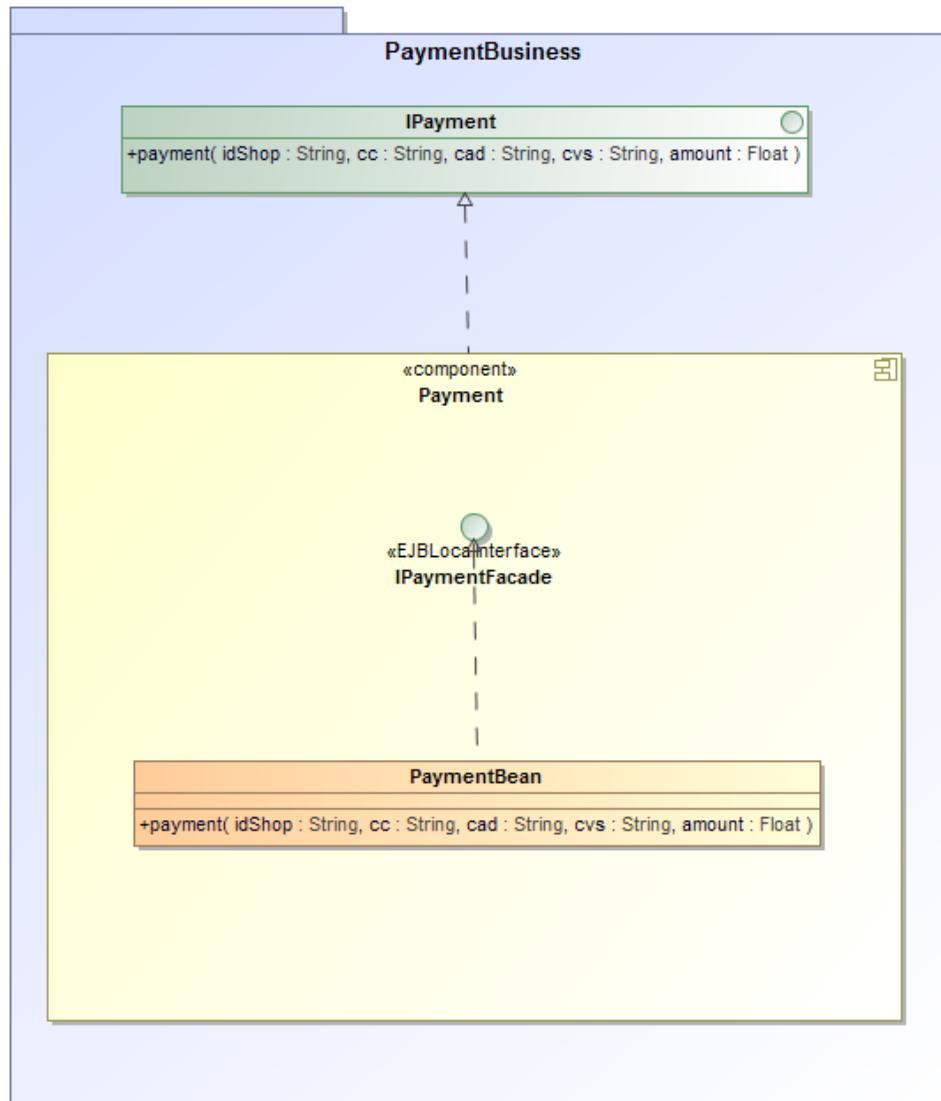 PaymentBusiness
IPayment
+payment( idShop : String, cc : String, cad : String, cvs : String, amount : Float )
«component»
Payment
«EJBLocalInterface»
IPaymentFacade
PaymentBean
+payment( idShop : String, cc : String, cad : String, cvs : String, amount : Float )